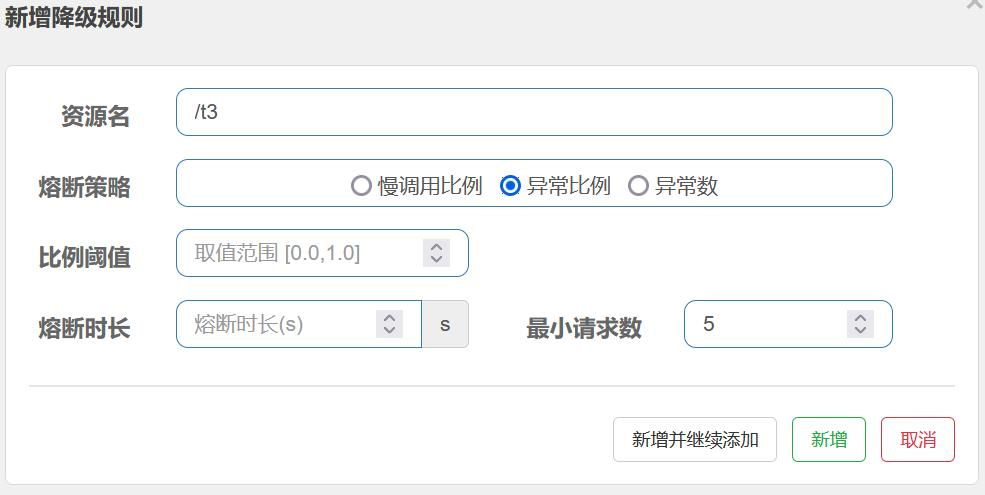 新增降级规则
资源名 /t3
熔断策略 慢调用比例 异常比例 异常数
比例阈值 取值范围 [0.0,1.0]
熔断时长 熔断时长(s) s 最小请求数 5
新增并继续添加 新增 取消